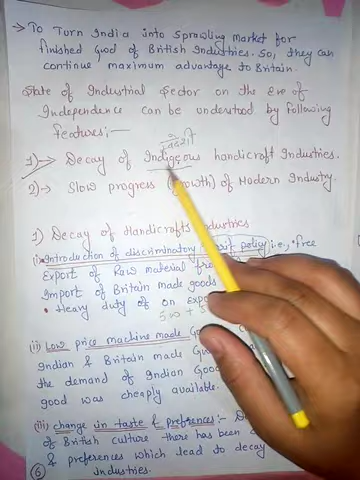 → To Turn India into Sprawling Market for
finished Good of British Industries. So, they can
continue maximum advantage to Britain.
State of Industrial Sector on the Eve of
Independence can be understood by following
features:-
1) → Decay of Indigeous handicraft Industries.
2) → Slow progress (Growth) of Modern Industry.
1) Decay of Handicrafts Industries
(i) Introduction of discriminatory policy i.e., free
Export of Raw material
Import of Britain made goods
• Heavy duty of on
(ii) Low price machine made
Indian & Britain made
the demand of Indian
good was cheaply available.
(iii) change in taste & preferences:-
of British culture there has been
& preferences which lead to decay
Industries.
6